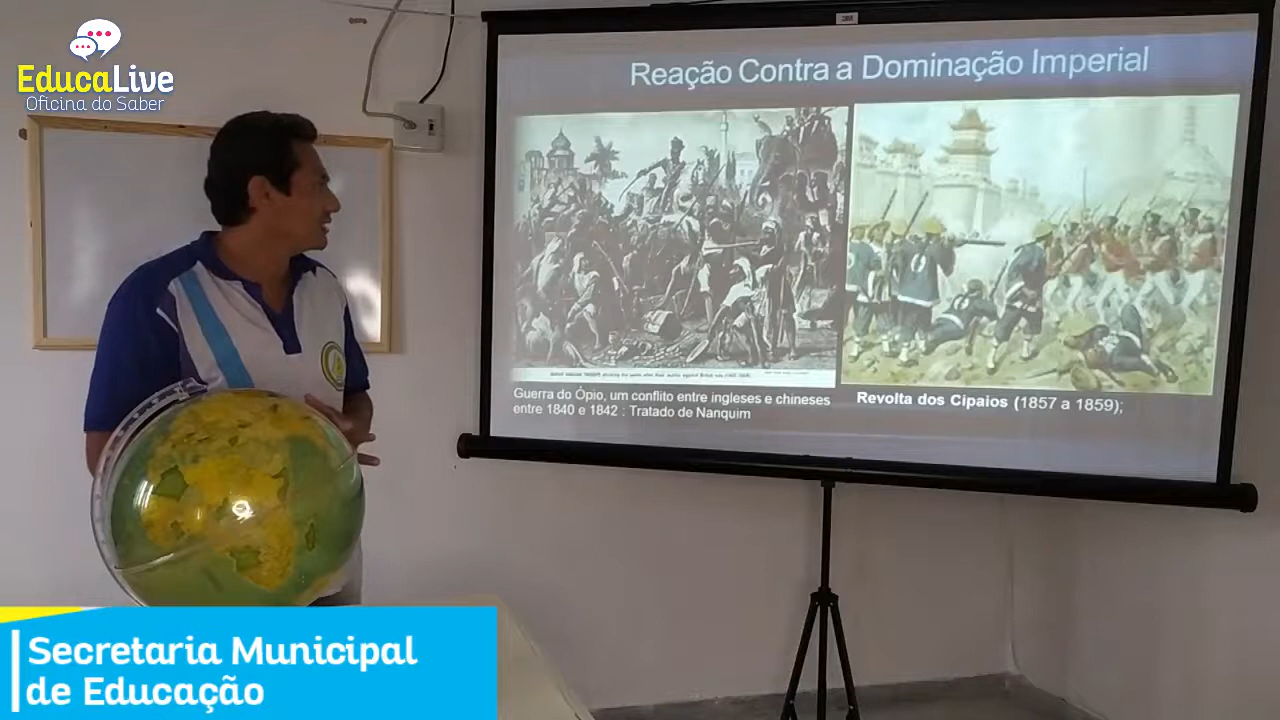 EducaLive
Oficina do Saber
Reação Contra a Dominação Imperial
Guerra do Ópio, um conflito entre ingleses e chineses
entre 1840 e 1842 : Tratado de Nanquim
Revolta dos Cipaios (1857 a 1859);
Secretaria Municipal
de Educação